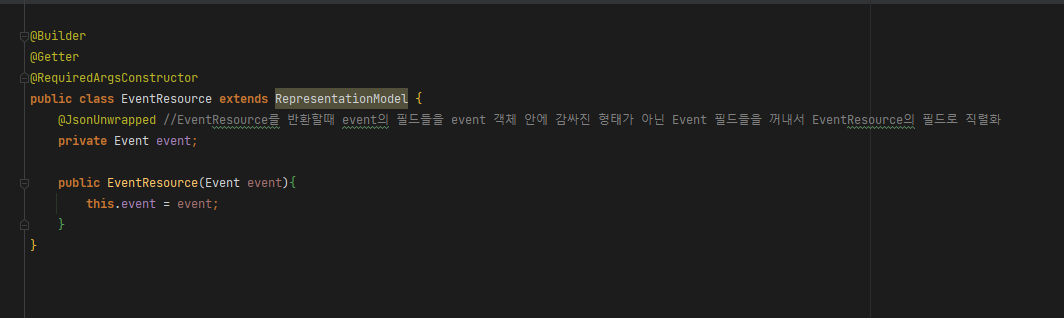 @Builder
@Getter
@RequiredArgsConstructor
public class EventResource extends RepresentationModel {
@JsonUnwrapped //EventResource를 반환할때 event의 필드들을 event 객체 안에 감싸진 형태가 아닌 Event 필드들을 꺼내서 EventResource의 필드로 직렬화
private Event event;
public EventResource(Event event){
this.event = event;
}
}